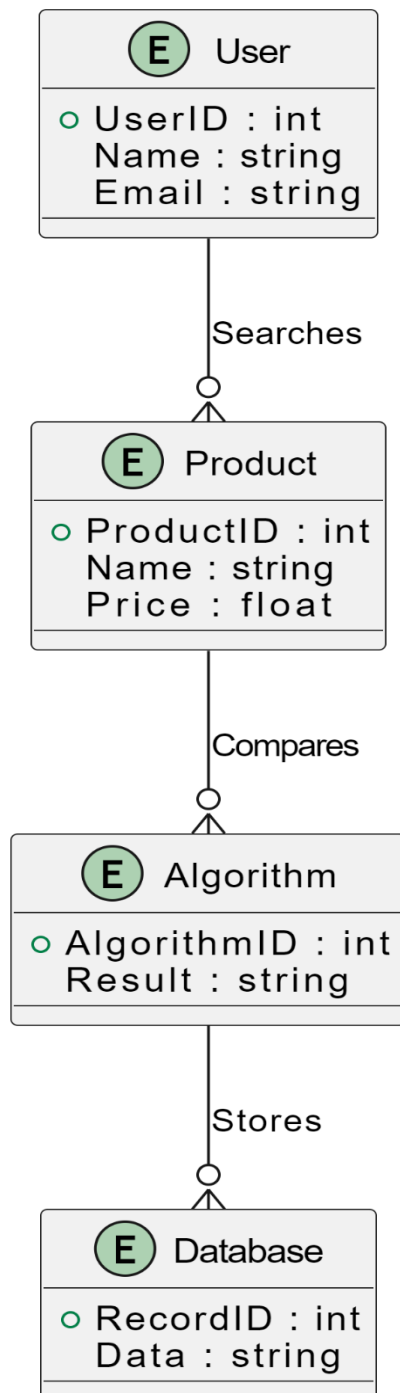 E User
UserID : int
Name : string
Email : string
Searches
E Product
ProductID : int
Name : string
Price : float
Compares
E Algorithm
AlgorithmID : int
Result : string
Stores
E Database
RecordID : int
Data : string